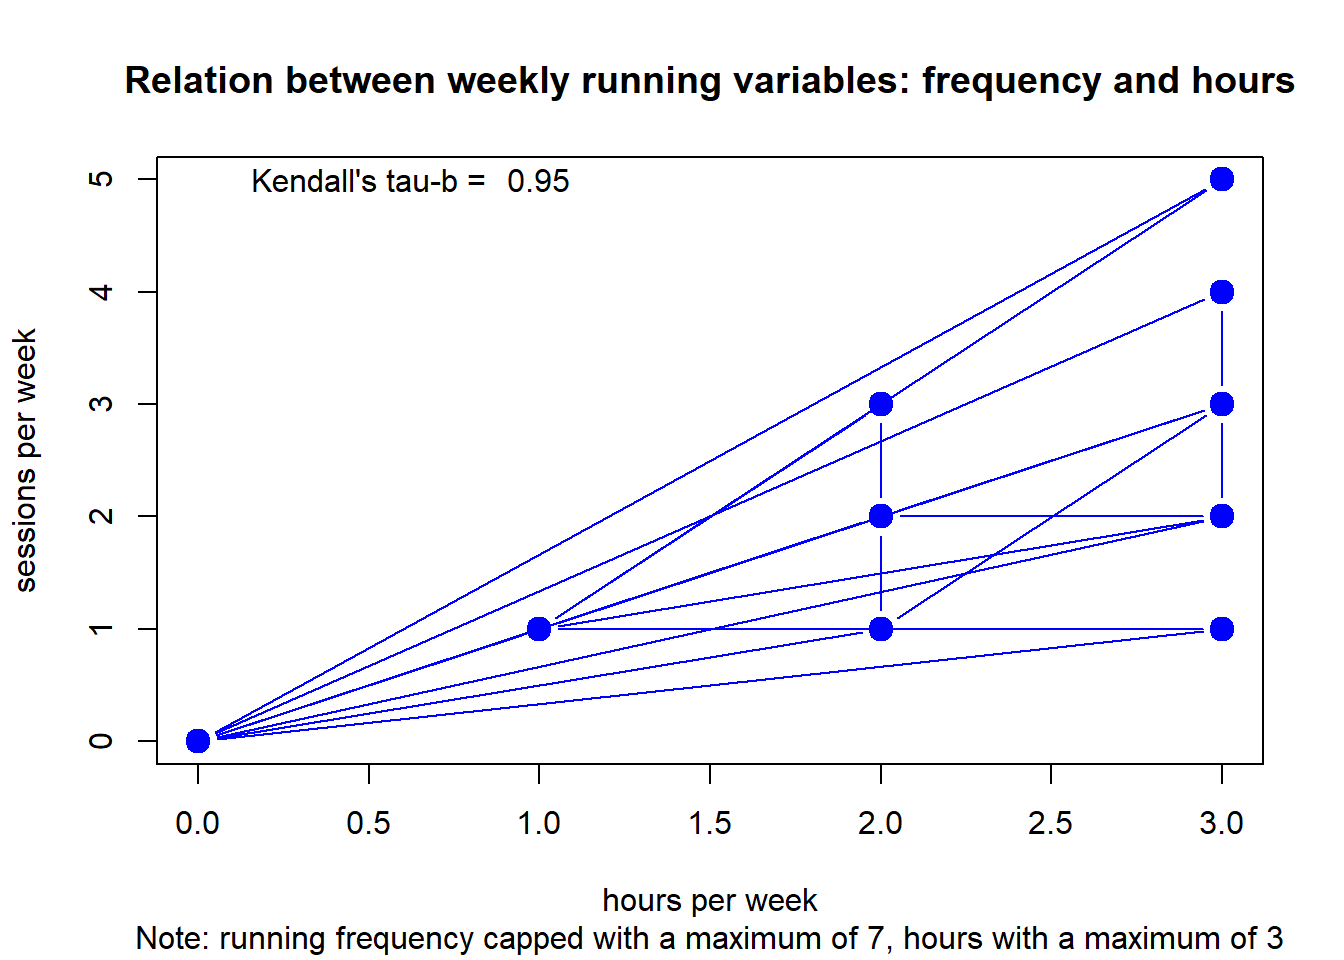 Relation between weekly running variables: frequency and hours
Kendall's tau-b = 0.95
sessions per week
5
4
3
2
1
0
0.0 0.5 1.0 1.5 2.0 2.5 3.0
hours per week
Note: running frequency capped with a maximum of 7, hours with a maximum of 3